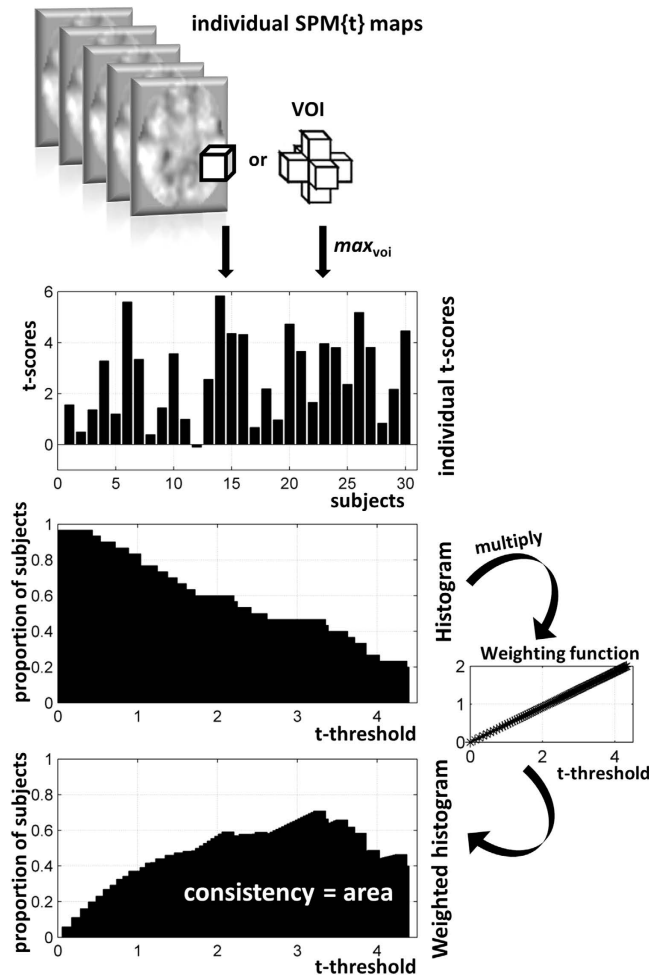 individual SPM{t} maps
VOI
or
max_voi
6
4
2
0
t-scores
0 5 10 15 20 25 30
subjects
individual t-scores
1
0.8
0.6
0.4
0.2
0
proportion of subjects
0 1 2 3 4
t-threshold
Histogram
multiply
Weighting function
2
1
0
0 2 4
t-threshold
1
0.8
0.6
0.4
0.2
0
proportion of subjects
consistency = area
0 1 2 3 4
t-threshold
Weighted histogram